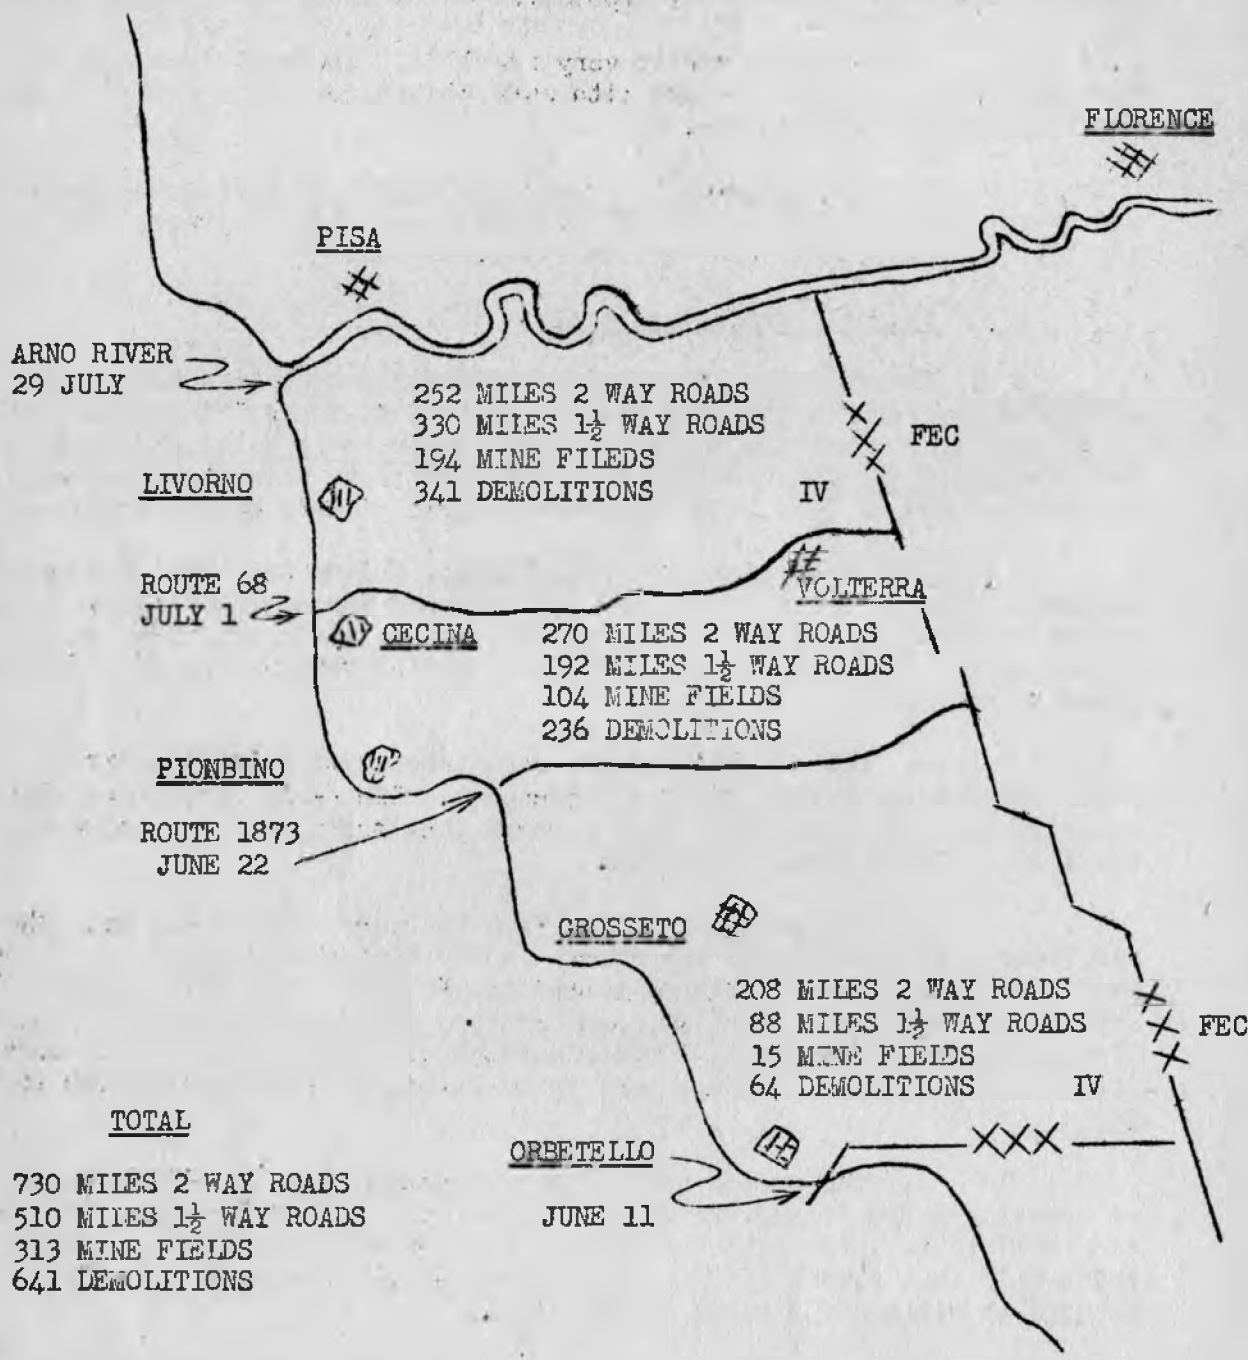 FLORENCE
PISA
ARNO RIVER
29 JULY
252 MILES 2 WAY ROADS
330 MILES 1½ WAY ROADS
194 MINE FILEDS
341 DEMOLITIONS
FEC
IV
LIVORNO
ROUTE 68
JULY 1
VOLTERRA
CECINA
270 MILES 2 WAY ROADS
192 MILES 1½ WAY ROADS
104 MINE FIELDS
236 DEMOLITIONS
PIONBINO
ROUTE 1873
JUNE 22
GROSSETO
208 MILES 2 WAY ROADS
88 MILES 1½ WAY ROADS
15 MINE FIELDS
64 DEMOLITIONS
IV
FEC
XXX
ORBETELLO
JUNE 11
TOTAL
730 MILES 2 WAY ROADS
510 MILES 1½ WAY ROADS
313 MINE FIELDS
641 DEMOLITIONS